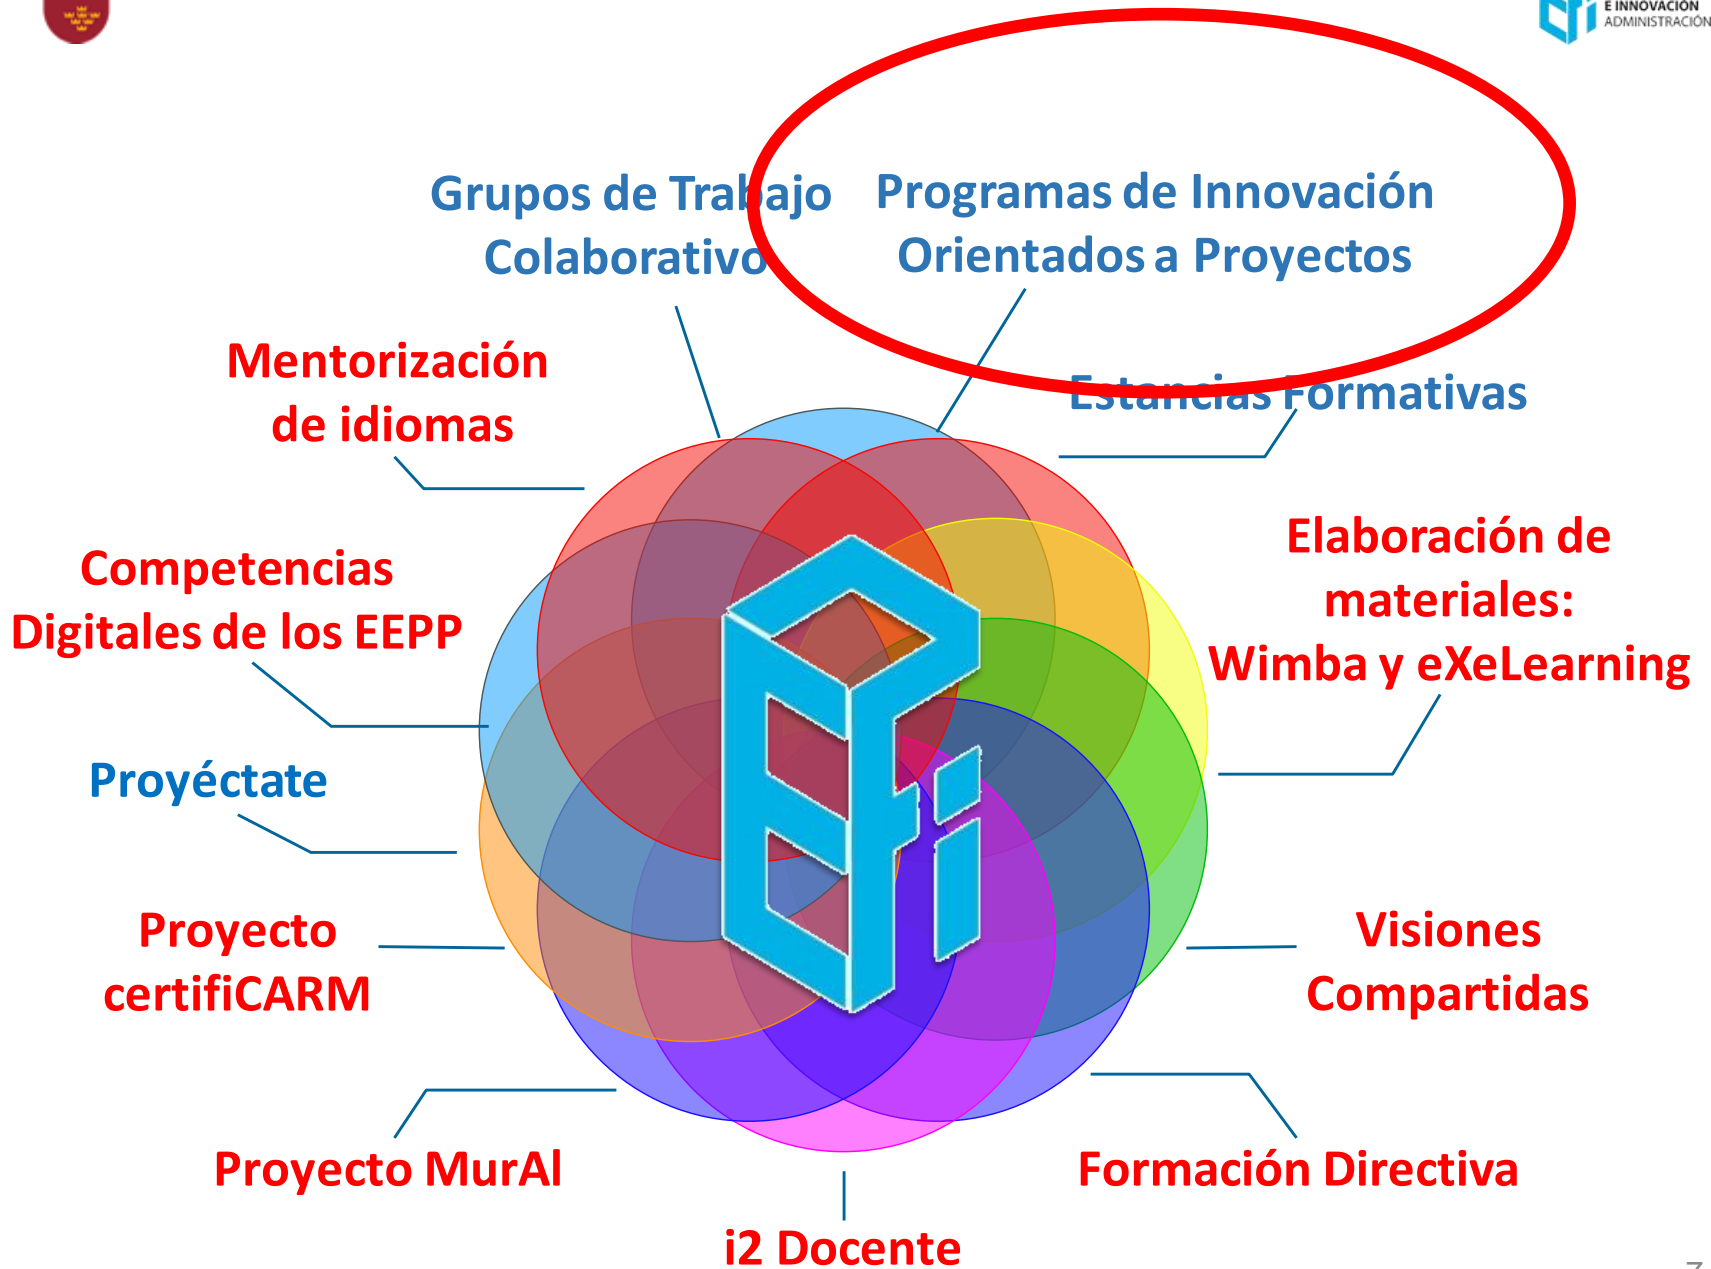 E INNOVACIÓN
ADMINISTRACIÓN
Grupos de Trabajo
Colaborativo
Programas de Innovación
Orientados a Proyectos
Mentorización
de idiomas
Estancias Formativas
Competencias
Digitales de los EEPP
Elaboración de
materiales:
Wimba y eXeLearning
Proyéctate
Proyecto
certifiCARM
Visiones
Compartidas
Proyecto MurAl
Formación Directiva
i2 Docente
efi